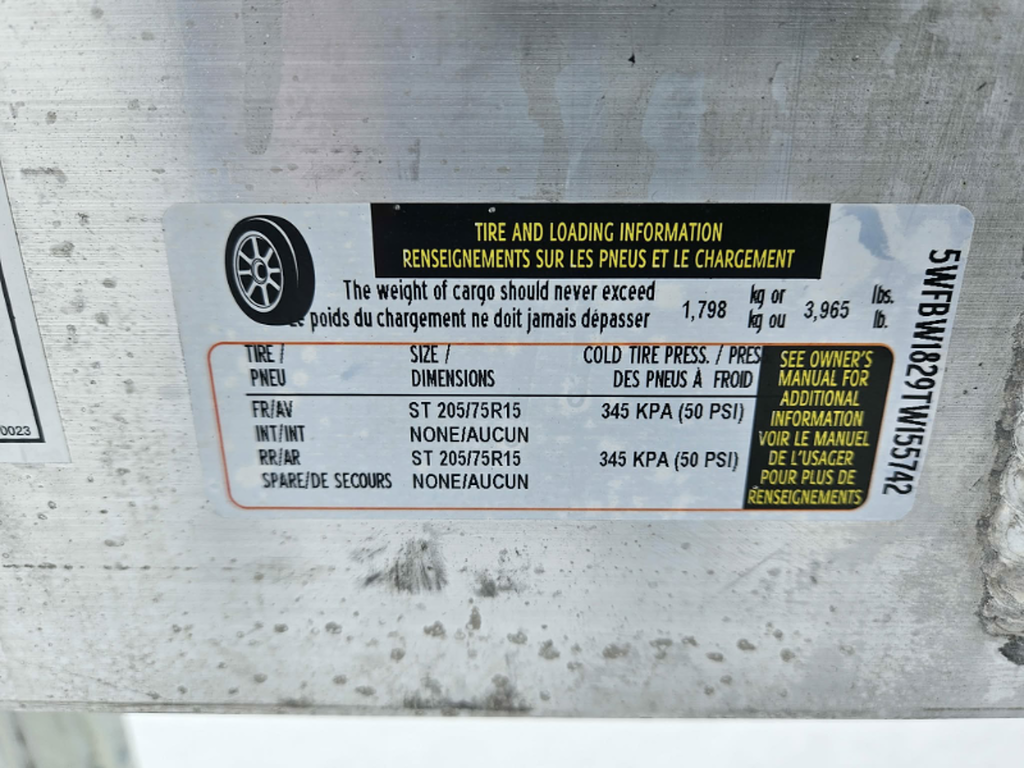 TIRE AND LOADING INFORMATION
RENSEIGNEMENTS SUR LES PNEUS ET LE CHARGEMENT
The weight of cargo should never exceed 1,798 kg or 3,965 lbs.
Le poids du chargement ne doit jamais dépasser kg ou lb.
TIRE / SIZE / COLD TIRE PRESS. / PRES
PNEU DIMENSIONS DES PNEUS À FROID
FR/AV ST 205/75R15 345 KPA (50 PSI)
INT/INT NONE/AUCUN
RR/AR ST 205/75R15 345 KPA (50 PSI)
SPARE/DE SECOURS NONE/AUCUN
SEE OWNER'S
MANUAL FOR
ADDITIONAL
INFORMATION
VOIR LE MANUEL
DE L'USAGER
POUR PLUS DE
RENSEIGNEMENTS
5WFBW1829TW155742
0023